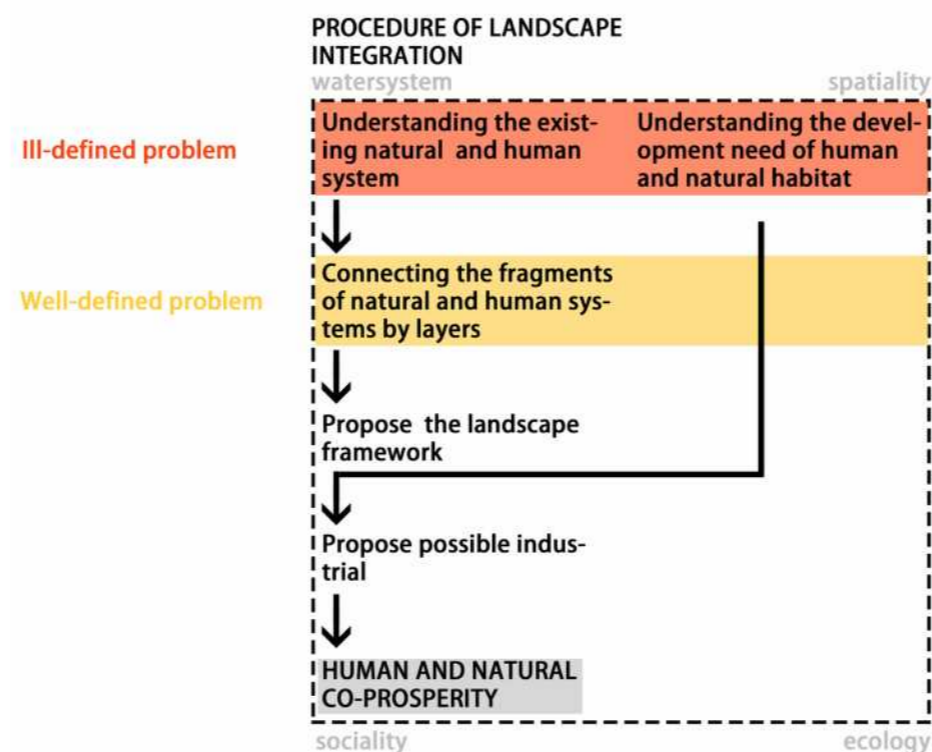 PROCEDURE OF LANDSCAPE
INTEGRATION
watersystem
spatiality
Ill-defined problem
Understanding the exist-
ing natural and human
system
Understanding the devel-
opment need of human
and natural habitat
Well-defined problem
Connecting the fragments
of natural and human sys-
tems by layers
Propose the landscape
framework
Propose possible indus-
trial
HUMAN AND NATURAL
CO-PROSPERITY
sociality
ecology